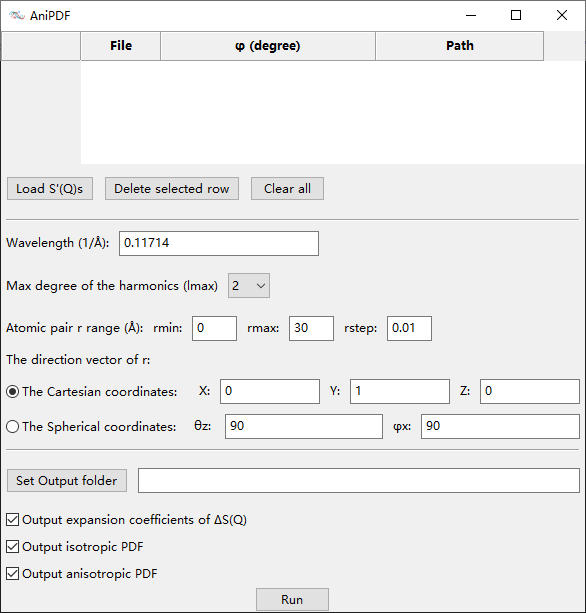 AniPDF
File φ (degree) Path
Load S'(Q)s Delete selected row Clear all
Wavelength (1/Å): 0.11714
Max degree of the harmonics (lmax) 2
Atomic pair r range (Å): rmin: 0 rmax: 30 rstep: 0.01
The direction vector of r:
The Cartesian coordinates: X: 0 Y: 1 Z: 0
The Spherical coordinates: θz: 90 φx: 90
Set Output folder
Output expansion coefficients of ΔS(Q)
Output isotropic PDF
Output anisotropic PDF
Run